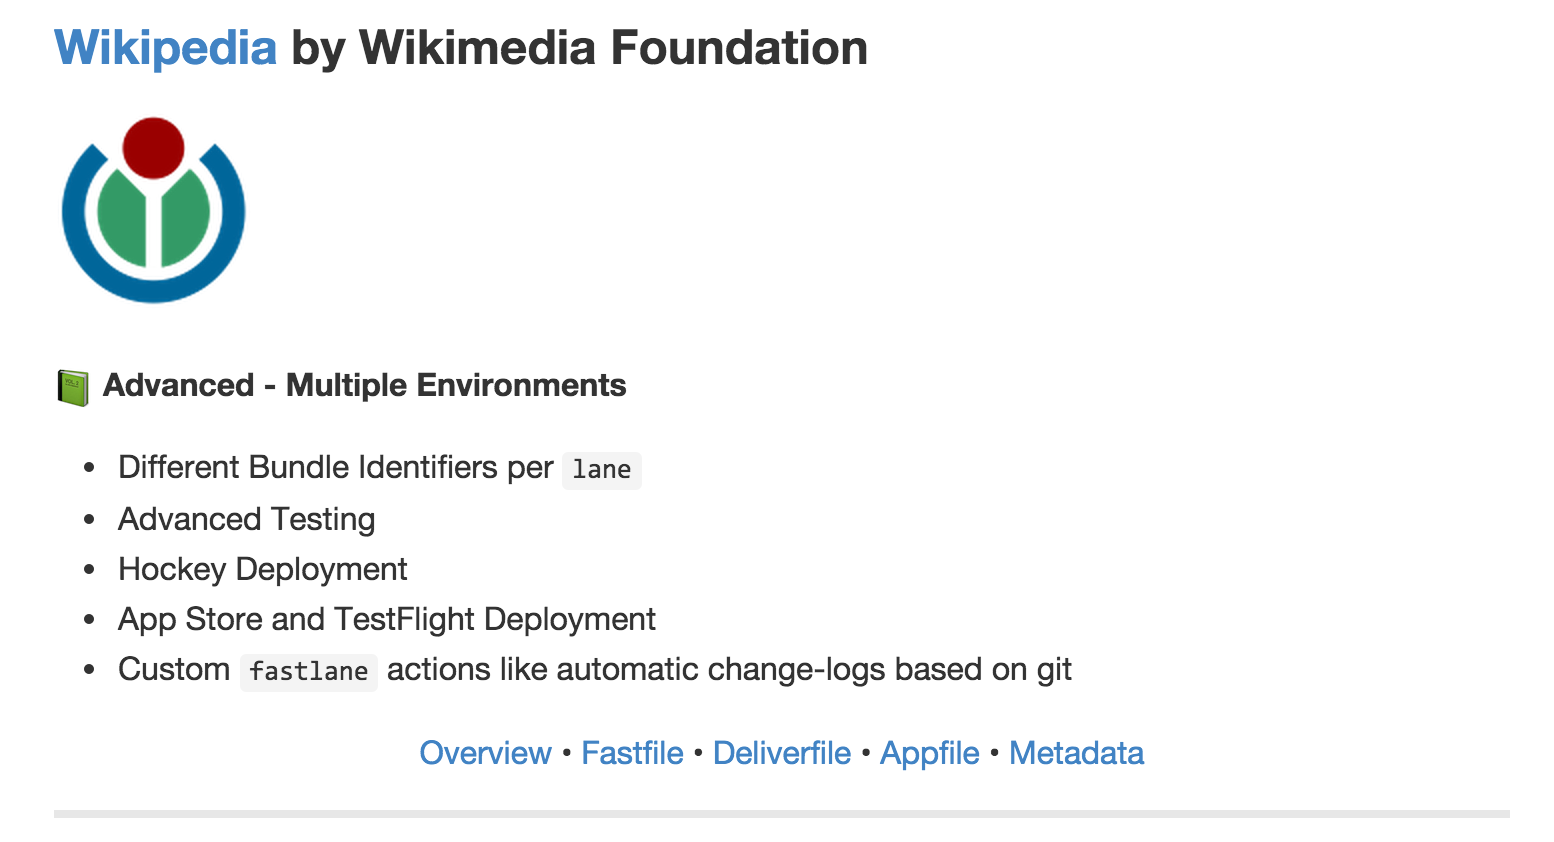 Wikipedia by Wikimedia Foundation
Advanced - Multiple Environments
• Different Bundle Identifiers per lane
• Advanced Testing
• Hockey Deployment
• App Store and TestFlight Deployment
• Custom fastlane actions like automatic change-logs based on git
Overview • Fastfile • Deliverfile • Appfile • Metadata